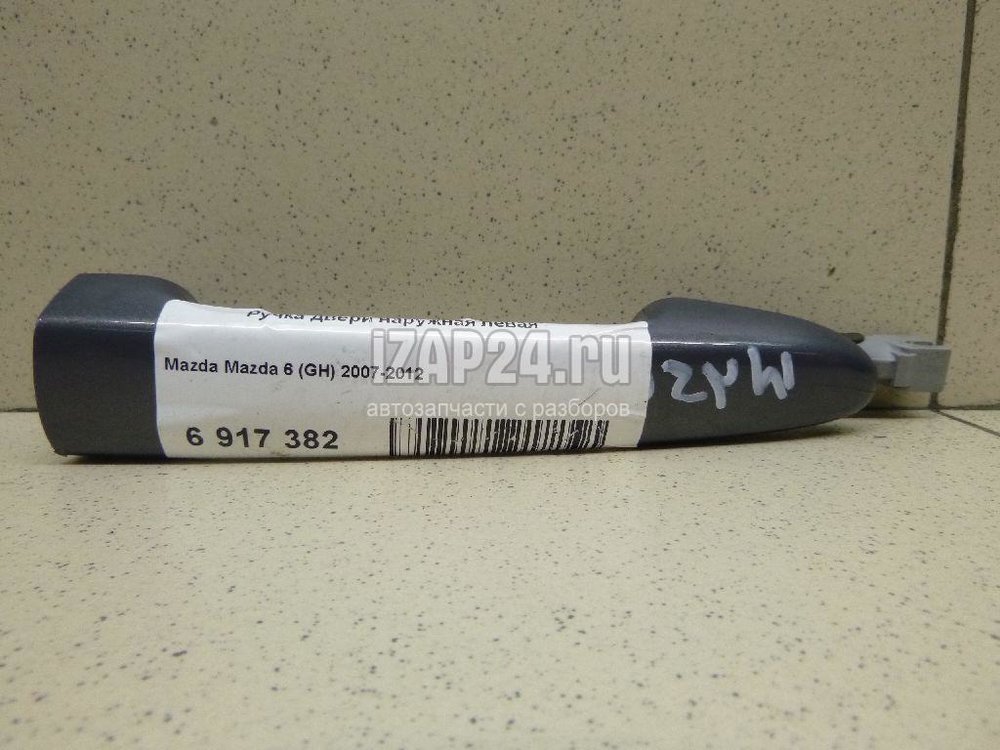 Ручка двери наружная левая
iZAP24.ru
Mazda Mazda 6 (GH) 2007-2012
автозапчасти с разборов
6 917 382